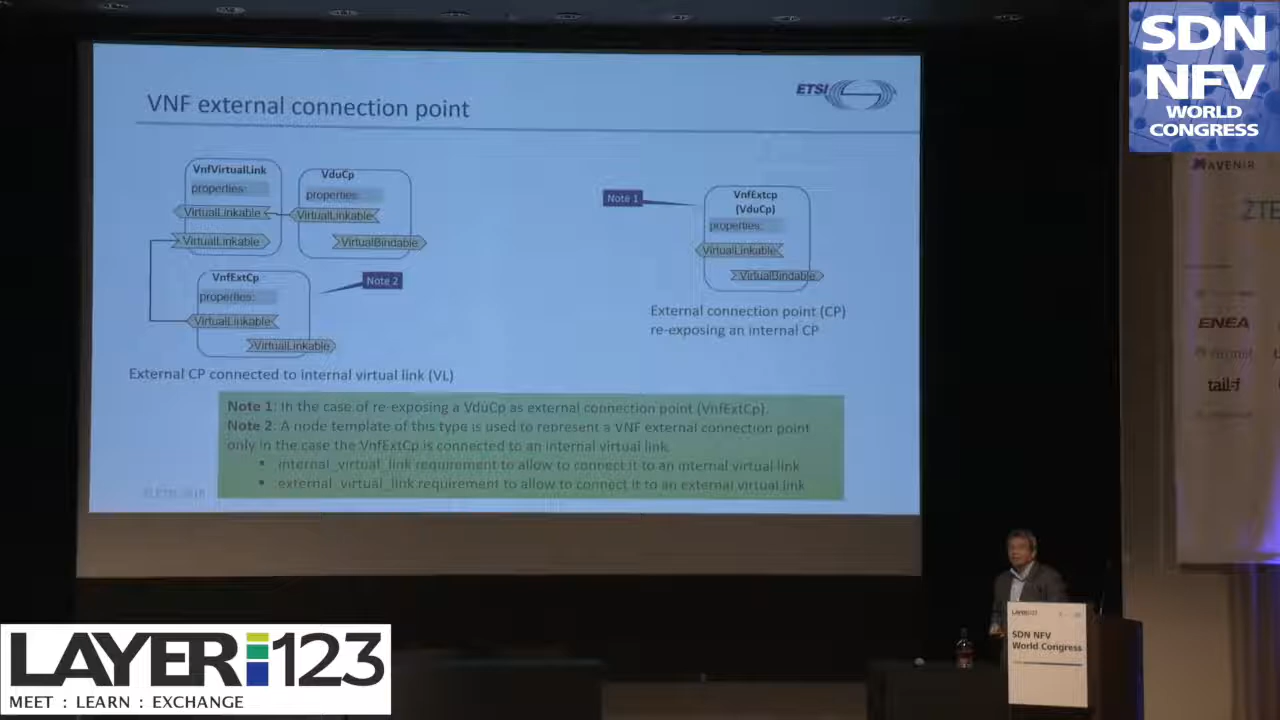 SDN
NFV
WORLD
CONGRESS
ETSI
VNF external connection point
VnfVirtualLink
properties:
VirtualLinkable
VirtualLinkable
VduCp
properties:
VirtualLinkable
VirtualBindable
VnfExtCp
properties:
VirtualLinkable
VirtualLinkable
Note 2
External CP connected to internal virtual link (VL)
Note 1
VnfExtcp
(VduCp)
properties:
VirtualLinkable
VirtualBindable
External connection point (CP)
re-exposing an internal CP
Note 1: In the case of re-exposing a VduCp as external connection point (VnfExtCp).
Note 2: A node template of this type is used to represent a VNF external connection point
only in the case the VnfExtCp is connected to an internal virtual link.
▪ internal_virtual_link requirement to allow to connect it to an internal virtual link
▪ external_virtual_link requirement to allow to connect it to an external virtual link
AVENIR
ZTE
ENEA
tail-f
LAYER123
SDN NFV
World Congress
LAYER 123
MEET : LEARN : EXCHANGE